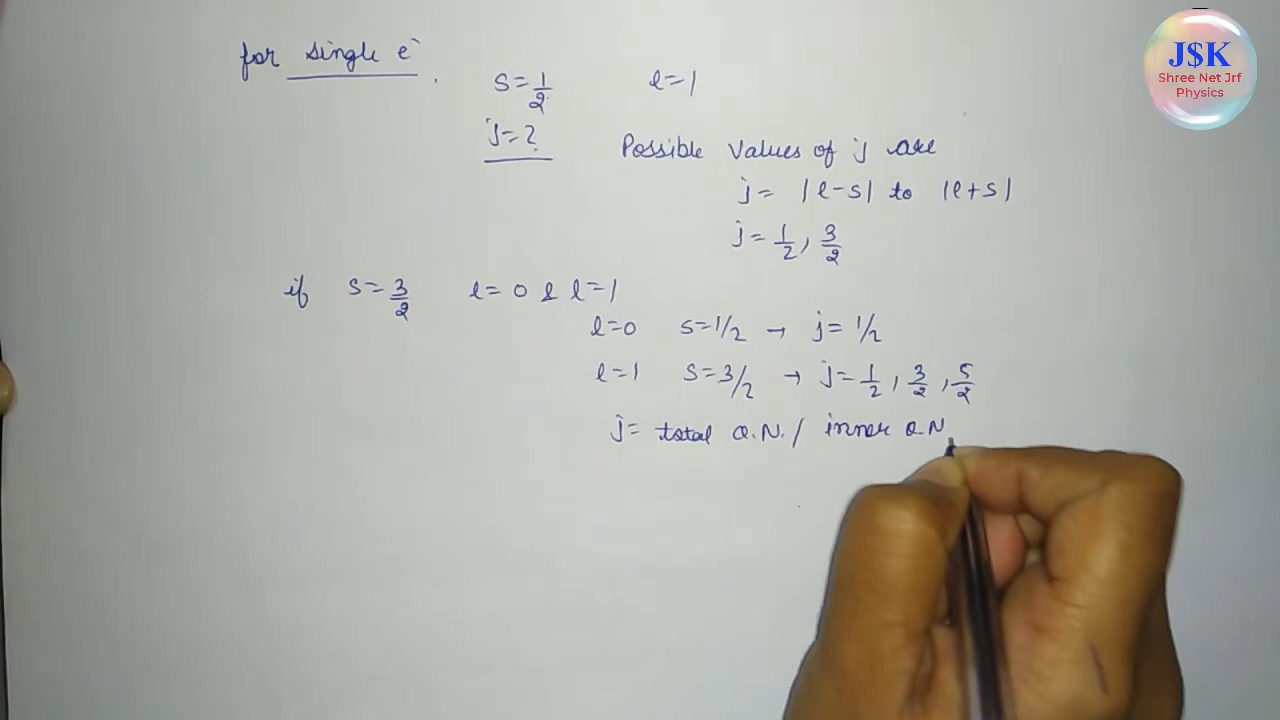 JSK
Shree Net Jrf
Physics
for single e⁻.
s=1/2 l=1
j=?
Possible values of j are
j= |l-s| to |l+s|
j=1/2, 3/2
if s=3/2 l=0 & l=1
l=0 s=1/2 → j=1/2
l=1 s=3/2 → j=1/2, 3/2, 5/2
j= total Q.N./ inner Q.N